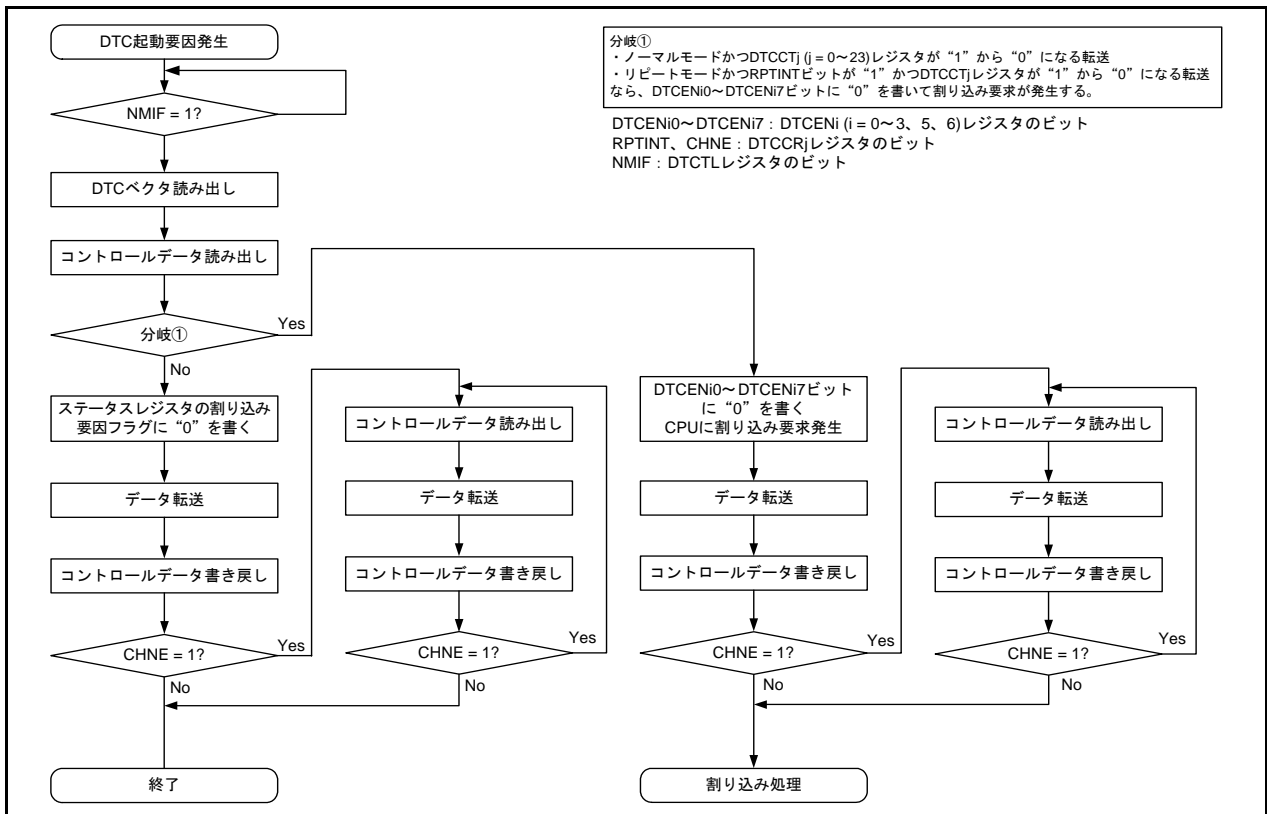 DTC起動要因発生
NMIF = 1?
DTCベクタ読み出し
コントロールデータ読み出し
分岐①
Yes
No
ステータスレジスタの割り込み
要因フラグに“0”を書く
データ転送
コントロールデータ書き戻し
CHNE = 1?
Yes
No
終了
コントロールデータ読み出し
データ転送
コントロールデータ書き戻し
CHNE = 1?
Yes
No
分岐①
・ノーマルモードかつDTCCTj (j = 0～23)レジスタが“1”から“0”になる転送
・リピートモードかつRPTINTビットが“1”かつDTCCTjレジスタが“1”から“0”になる転送
なら、DTCENi0～DTCENi7ビットに“0”を書いて割り込み要求が発生する。
DTCENi0～DTCENi7：DTCENi (i = 0～3、5、6)レジスタのビット
RPTINT、CHNE：DTCCRjレジスタのビット
NMIF：DTCTLレジスタのビット
DTCENi0～DTCENi7ビット
に“0”を書く
CPUに割り込み要求発生
データ転送
コントロールデータ書き戻し
CHNE = 1?
Yes
No
割り込み処理
コントロールデータ読み出し
データ転送
コントロールデータ書き戻し
CHNE = 1?
Yes
No